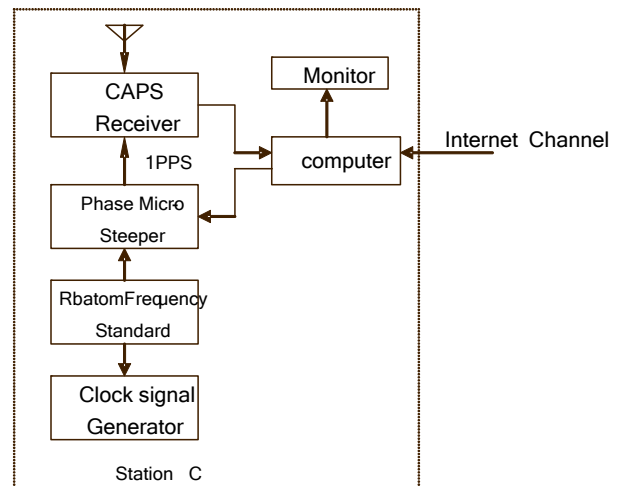 CAPS
Receiver
Monitor
Internet Channel
computer
1PPS
Phase Micro-
Steeper
RbatomFrequency
Standard
Clock signal
Generator
Station C